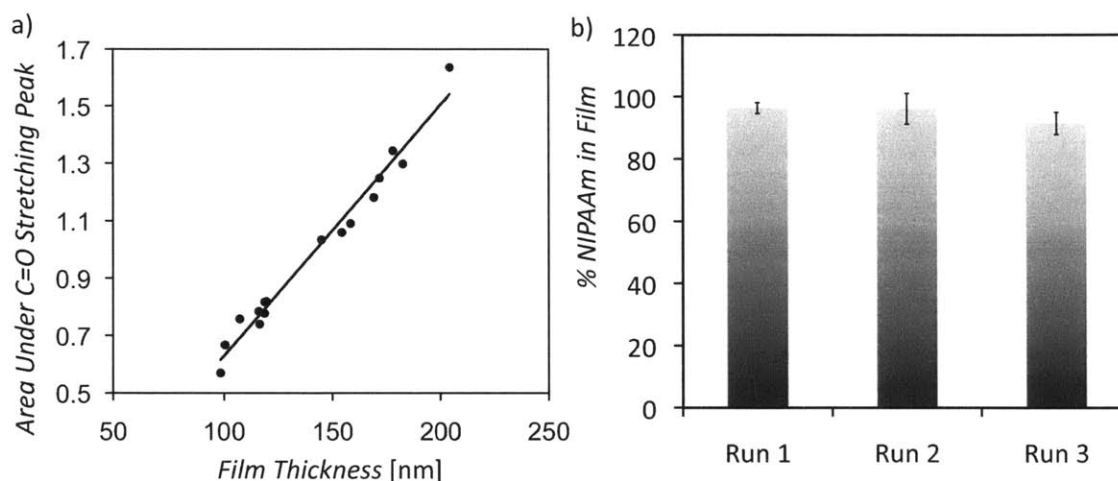 a)
1.7
1.5
1.3
1.1
0.9
0.7
0.5
50
100
150
200
250
Area Under C=O Stretching Peak
Film Thickness [nm]
b)
120
100
80
60
40
20
0
% NIPAAm in Film
Run 1
Run 2
Run 3